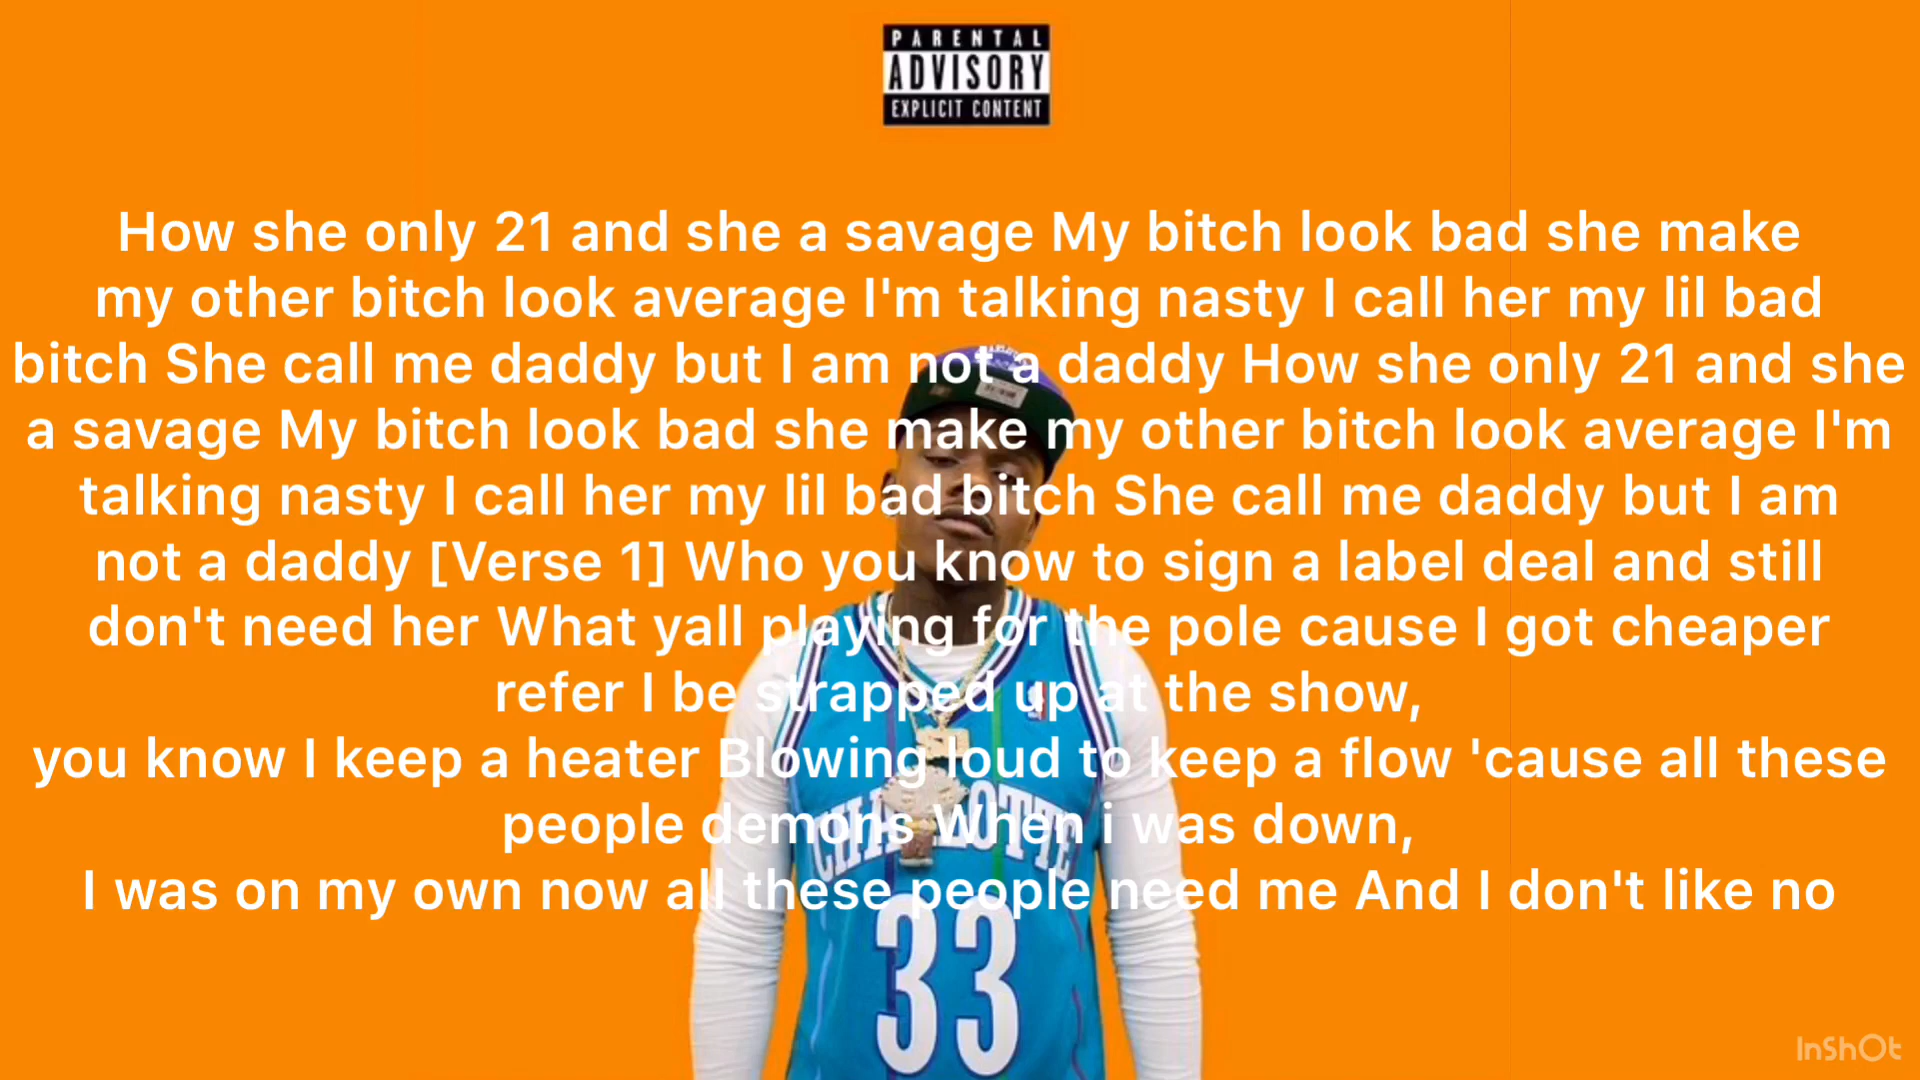 PARENTAL
ADVISORY
EXPLICIT CONTENT
How she only 21 and she a savage My bitch look bad she make
my other bitch look average I'm talking nasty I call her my lil bad
bitch She call me daddy but I am not a daddy How she only 21 and she
a savage My bitch look bad she make my other bitch look average I'm
talking nasty I call her my lil bad bitch She call me daddy but I am
not a daddy [Verse 1] Who you know to sign a label deal and still
don't need her What yall playing for the pole cause I got cheaper
refer I be strapped up at the show,
you know I keep a heater Blowing loud to keep a flow 'cause all these
people demons When i was down,
I was on my own now all these people need me And I don't like no
CHARLOTTE
33
InShOt